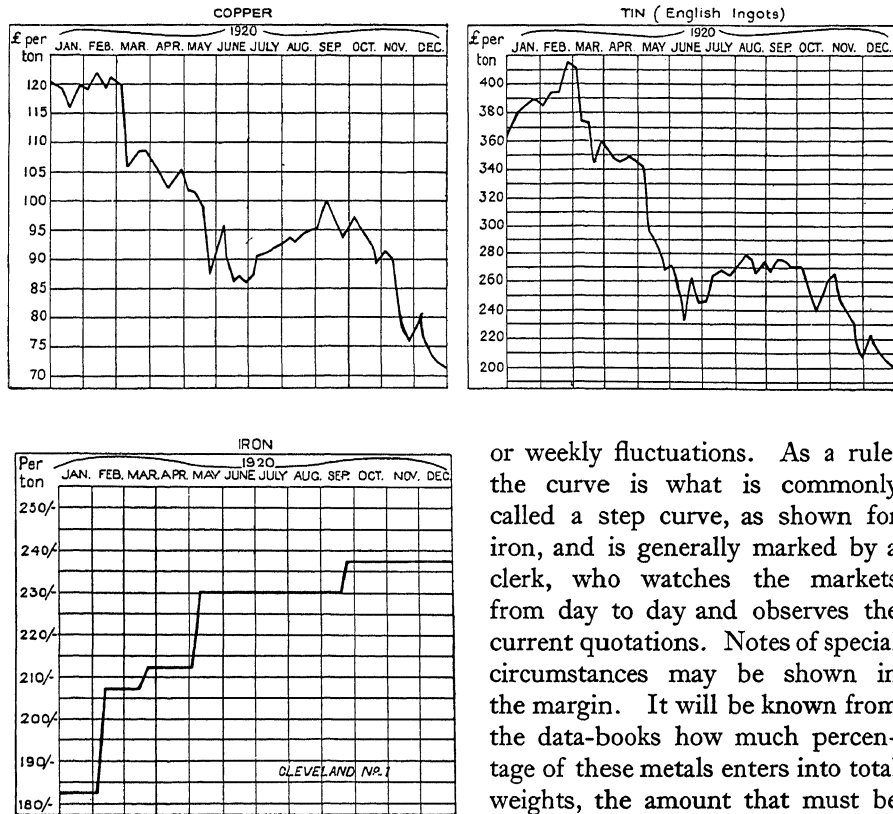 COPPER
1920
£ per ton
JAN. FEB. MAR. APR. MAY JUNE JULY AUG. SEP. OCT. NOV. DEC.
120
115
110
105
100
95
90
85
80
75
70
TIN ( English Ingots)
1920
£ per ton
JAN. FEB. MAR. APR. MAY JUNE JULY AUG. SEP. OCT. NOV. DEC.
400
380
360
340
320
300
280
260
240
220
200
IRON
1920
Per ton
JAN. FEB. MAR. APR. MAY JUNE JULY AUG. SEP. OCT. NOV. DEC.
250/-
240/-
230/-
220/-
210/-
200/-
190/-
180/-
CLEVELAND Nº 1
or weekly fluctuations. As a rule
the curve is what is commonly
called a step curve, as shown for
iron, and is generally marked by a
clerk, who watches the markets
from day to day and observes the
current quotations. Notes of special
circumstances may be shown in
the margin. It will be known from
the data-books how much percen-
tage of these metals enters into total
weights, the amount that must be